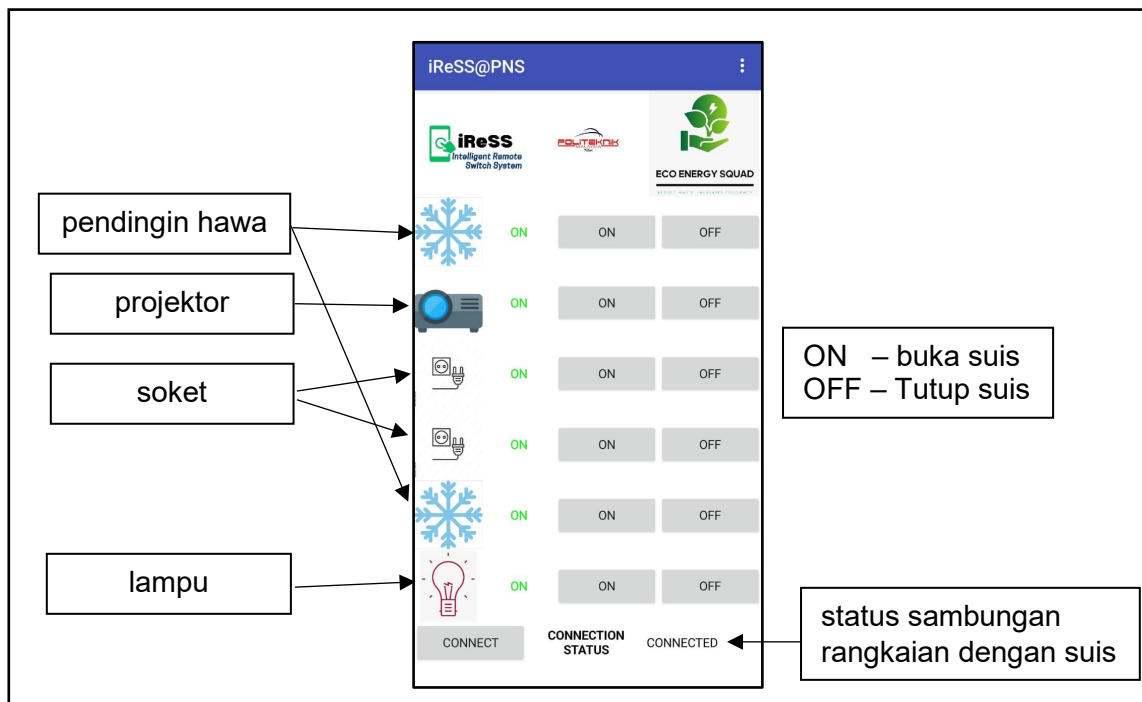 iReSS@PNS
iReSS
Intelligent Remote
Switch System
POLITEKNIK
MALAYSIA
ECO ENERGY SQUAD
pendingin hawa
ON ON OFF
projektor
ON ON OFF
ON – buka suis
OFF – Tutup suis
soket
ON ON OFF
ON ON OFF
ON ON OFF
lampu
ON ON OFF
CONNECT
CONNECTION
STATUS
CONNECTED
status sambungan
rangkaian dengan suis